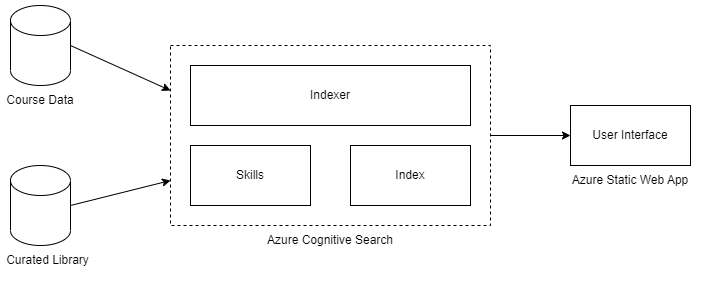 Course Data
Indexer
User Interface
Skills
Index
Azure Static Web App
Azure Cognitive Search
Curated Library